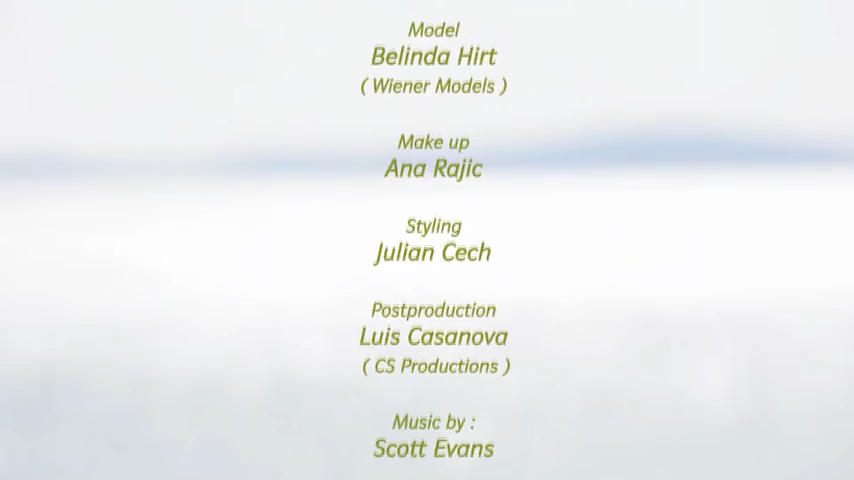 Model
Belinda Hirt
( Wiener Models )
Make up
Ana Rajic
Styling
Julian Cech
Postproduction
Luis Casanova
( CS Productions )
Music by :
Scott Evans